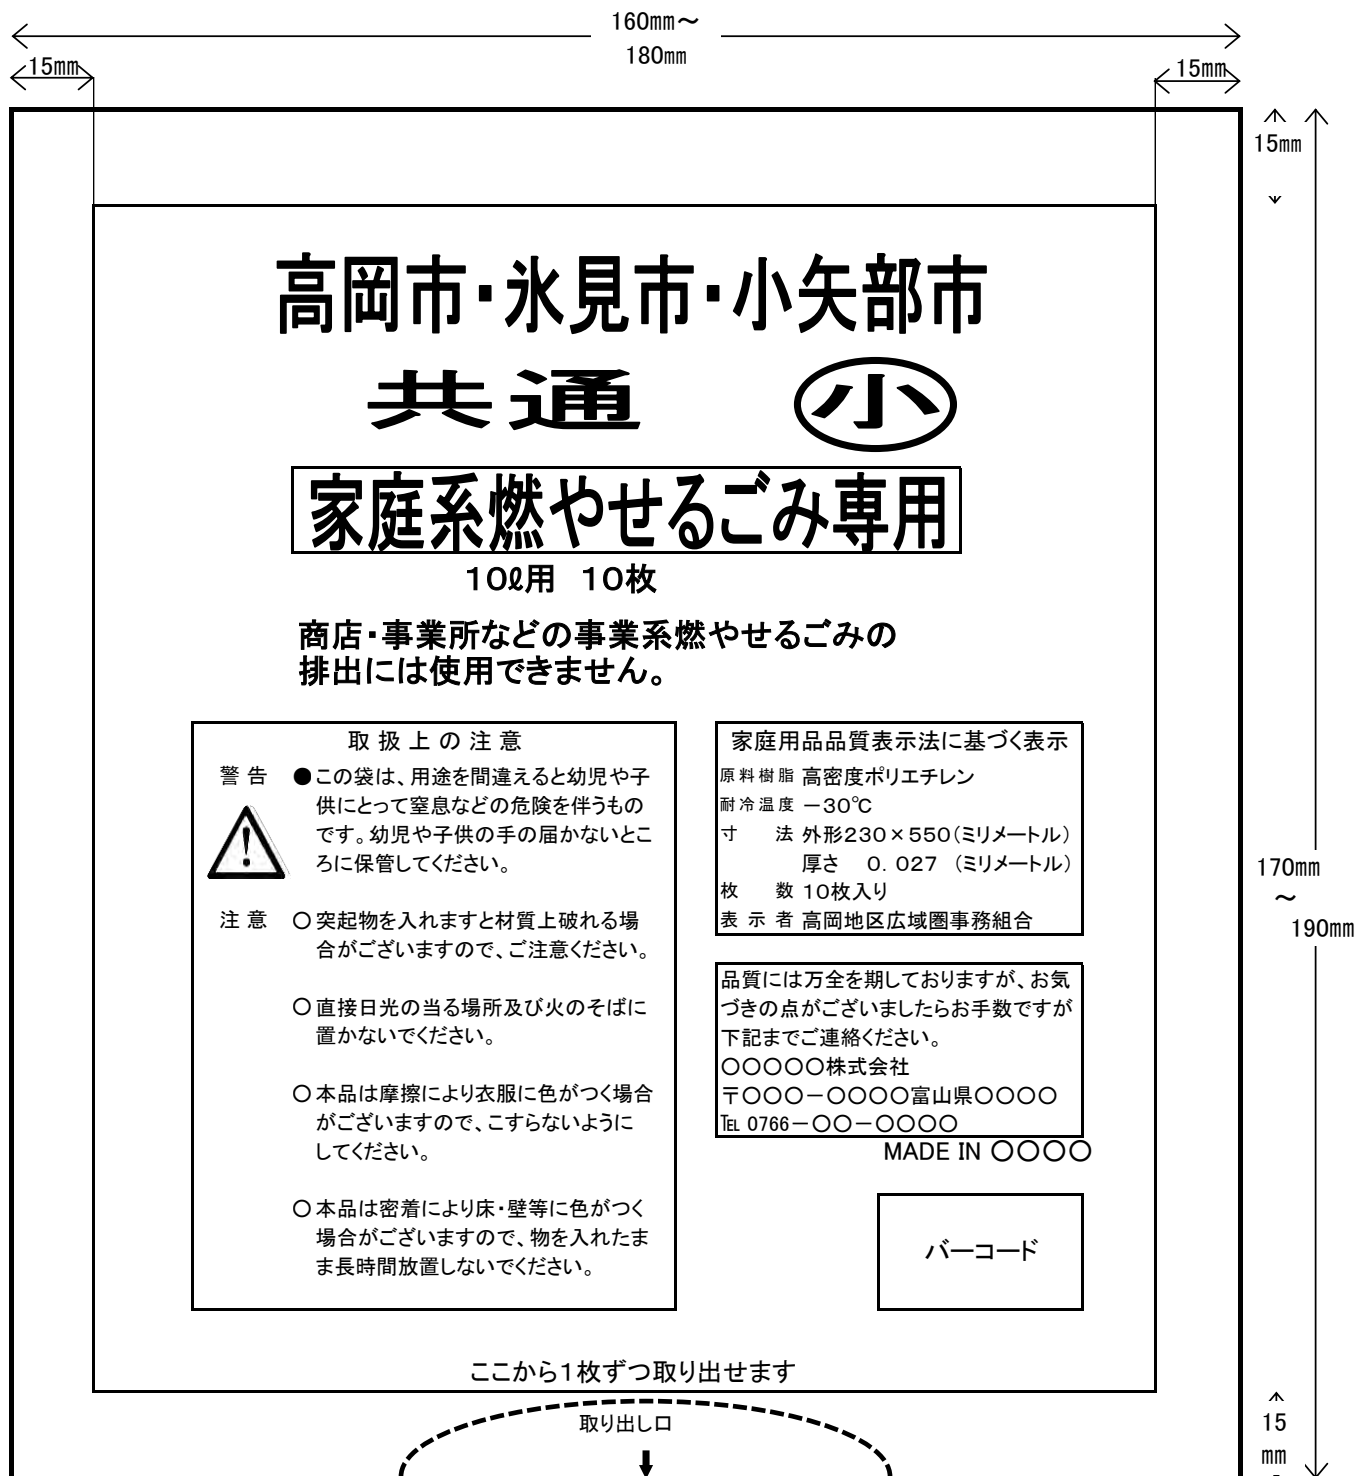 160mm～
180mm
15mm
15mm
15mm
高岡市・氷見市・小矢部市
共通 小
家庭系燃やせるごみ専用
10ℓ用 10枚
商店・事業所などの事業系燃やせるごみの
排出には使用できません。
取扱上の注意
警告 ●この袋は、用途を間違えると幼児や子
供にとって窒息などの危険を伴うもの
です。幼児や子供の手の届かないとこ
ろに保管してください。
注意 ○突起物を入れますと材質上破れる場
合がございますので、ご注意ください。
○直接日光の当る場所及び火のそばに
置かないでください。
○本品は摩擦により衣服に色がつく場合
がございますので、こすらないように
してください。
○本品は密着により床・壁等に色がつく
場合がございますので、物を入れたま
ま長時間放置しないでください。
家庭用品品質表示法に基づく表示
原料樹脂 高密度ポリエチレン
耐冷温度 －30℃
寸 法 外形230×550（ミリメートル）
厚さ 0．027 （ミリメートル）
枚 数 10枚入り
表示者 高岡地区広域圏事務組合
品質には万全を期しておりますが、お気
づきの点がございましたらお手数ですが
下記までご連絡ください。
○○○○○株式会社
〒○○○－○○○○富山県○○○○
℡ 0766－○○－○○○○
MADE IN ○○○○
バーコード
170mm
～
190mm
ここから1枚ずつ取り出せます
取り出し口
15
mm